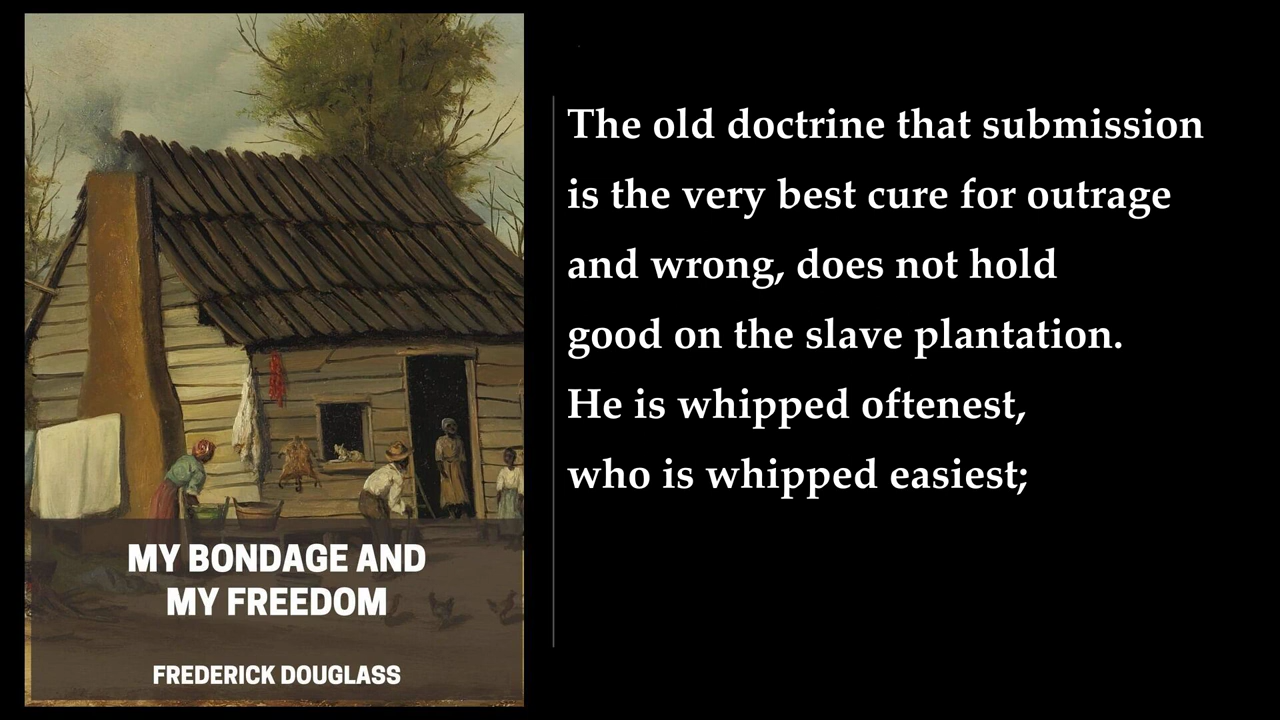 MY BONDAGE AND
MY FREEDOM
FREDERICK DOUGLASS
The old doctrine that submission
is the very best cure for outrage
and wrong, does not hold
good on the slave plantation.
He is whipped oftenest,
who is whipped easiest;